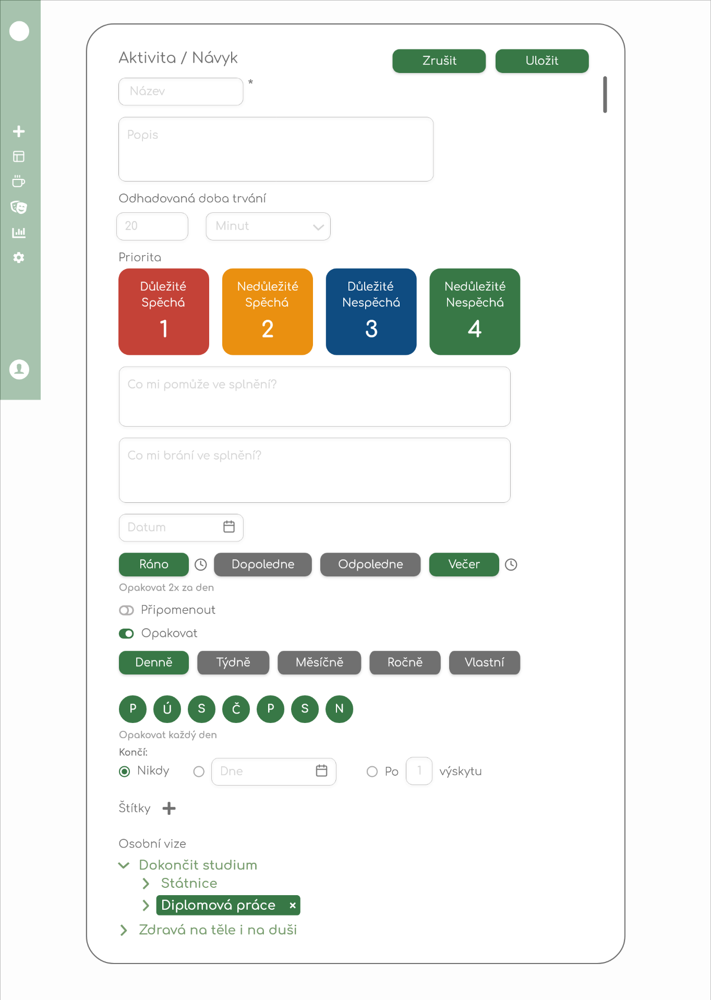 Aktivita / Návyk
Zrušit
Uložit
Název
*
Popis
Odhadovaná doba trvání
20
Minut
Priorita
Důležité
Spěchá
1
Nedůležité
Spěchá
2
Důležité
Nespěchá
3
Nedůležité
Nespěchá
4
Co mi pomůže ve splnění?
Co mi brání ve splnění?
Datum
Ráno
Dopoledne
Odpoledne
Večer
Opakovat 2x za den
Připomenout
Opakovat
Denně
Týdně
Měsíčně
Ročně
Vlastní
P
Ú
S
Č
P
S
N
Opakovat každý den
Končí:
Nikdy
Dne
Po
1
výskytu
Štítky
Osobní vize
Dokončit studium
Státnice
Diplomová práce
Zdravá na těle i na duši